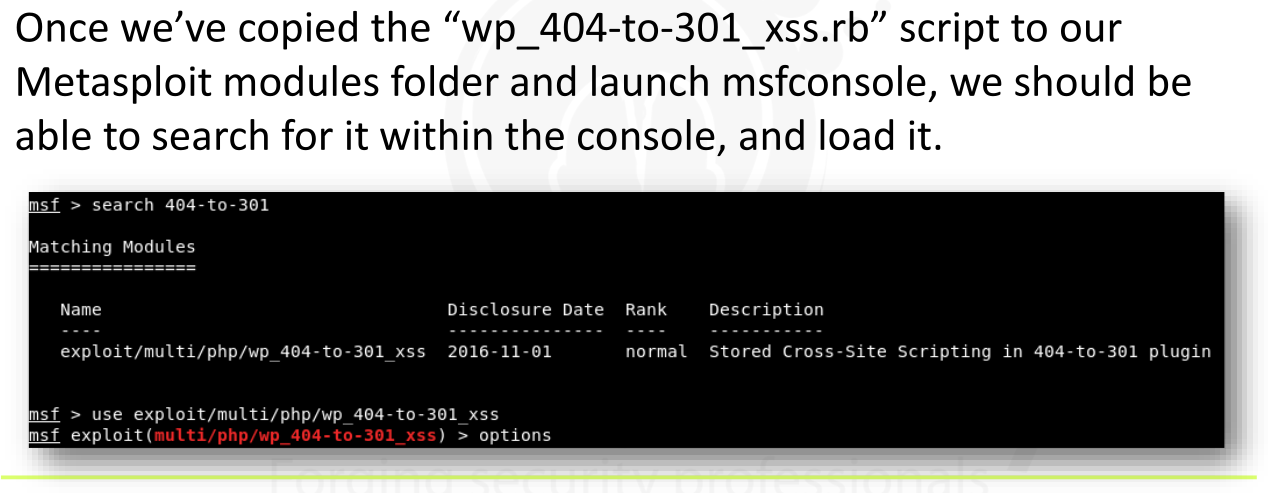 Once we’ve copied the “wp_404-to-301_xss.rb” script to our
Metasploit modules folder and launch msfconsole, we should be
able to search for it within the console, and load it.
msf > search 404-to-301
Matching Modules
================
Name Disclosure Date Rank Description
---- --------------- ---- -----------
exploit/multi/php/wp_404-to-301_xss 2016-11-01 normal Stored Cross-Site Scripting in 404-to-301 plugin
msf > use exploit/multi/php/wp_404-to-301_xss
msf exploit(multi/php/wp_404-to-301_xss) > options
Forging security professionals